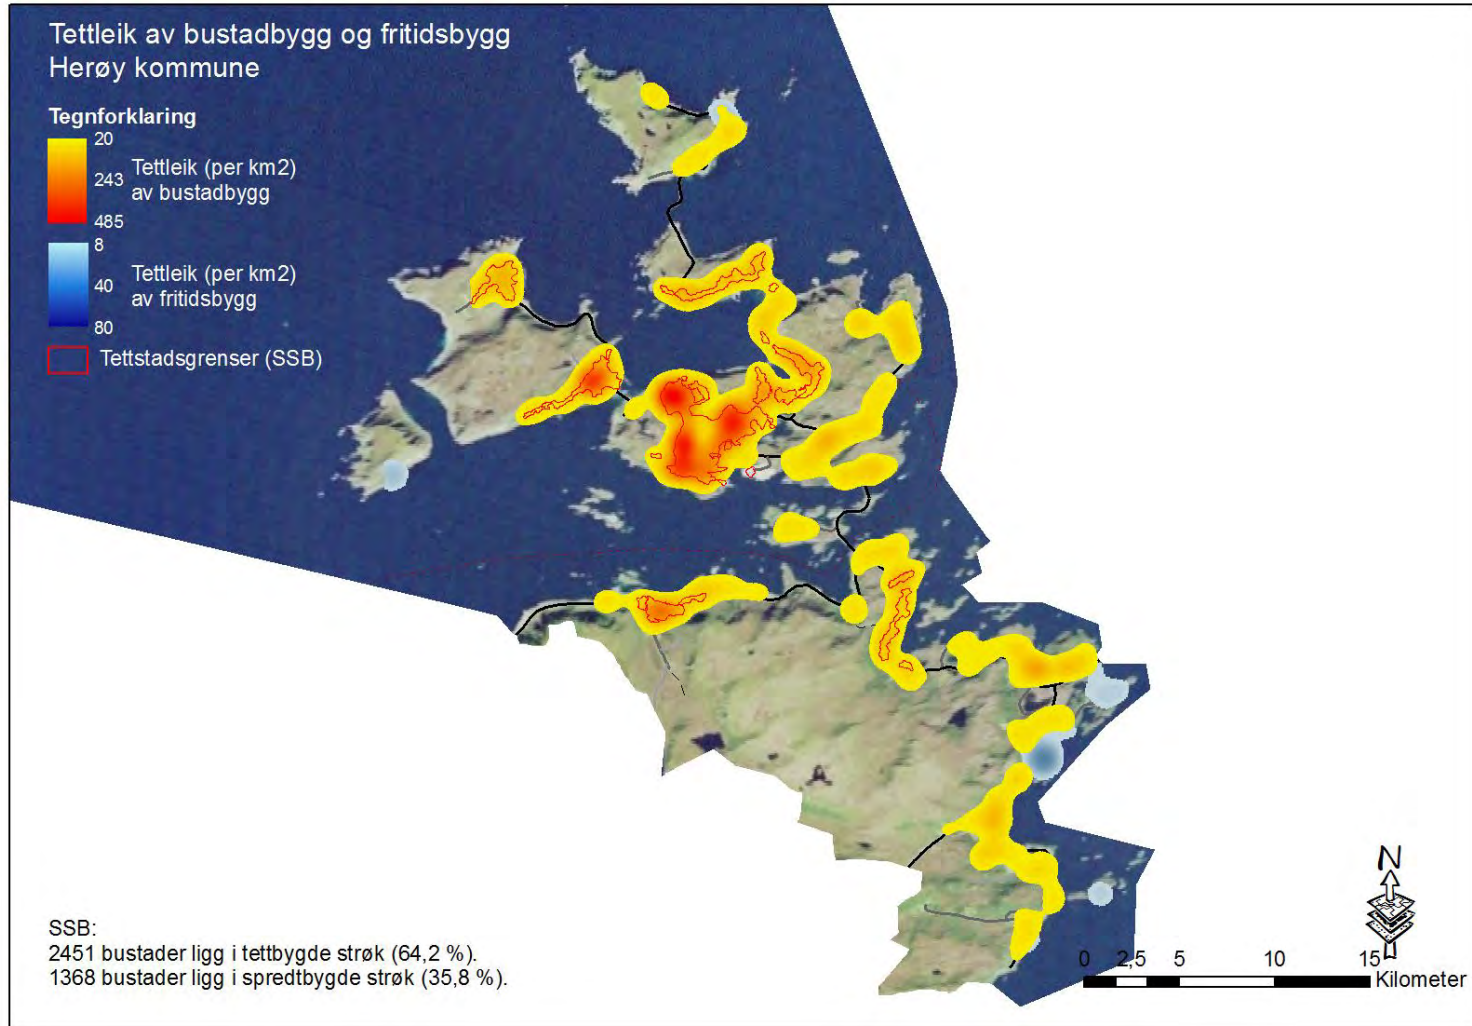 Tettleik av bustadbygg og fritidsbygg
Herøy kommune
Tegnforklaring
20
243
485
Tettleik (per km2)
av bustadbygg
8
40
80
Tettleik (per km2)
av fritidsbygg
Tettstadsgrenser (SSB)
SSB:
2451 bustader ligg i tettbygde strøk (64,2 %).
1368 bustader ligg i spredtbygde strøk (35,8 %).
N
0 2,5 5 10 15
Kilometer